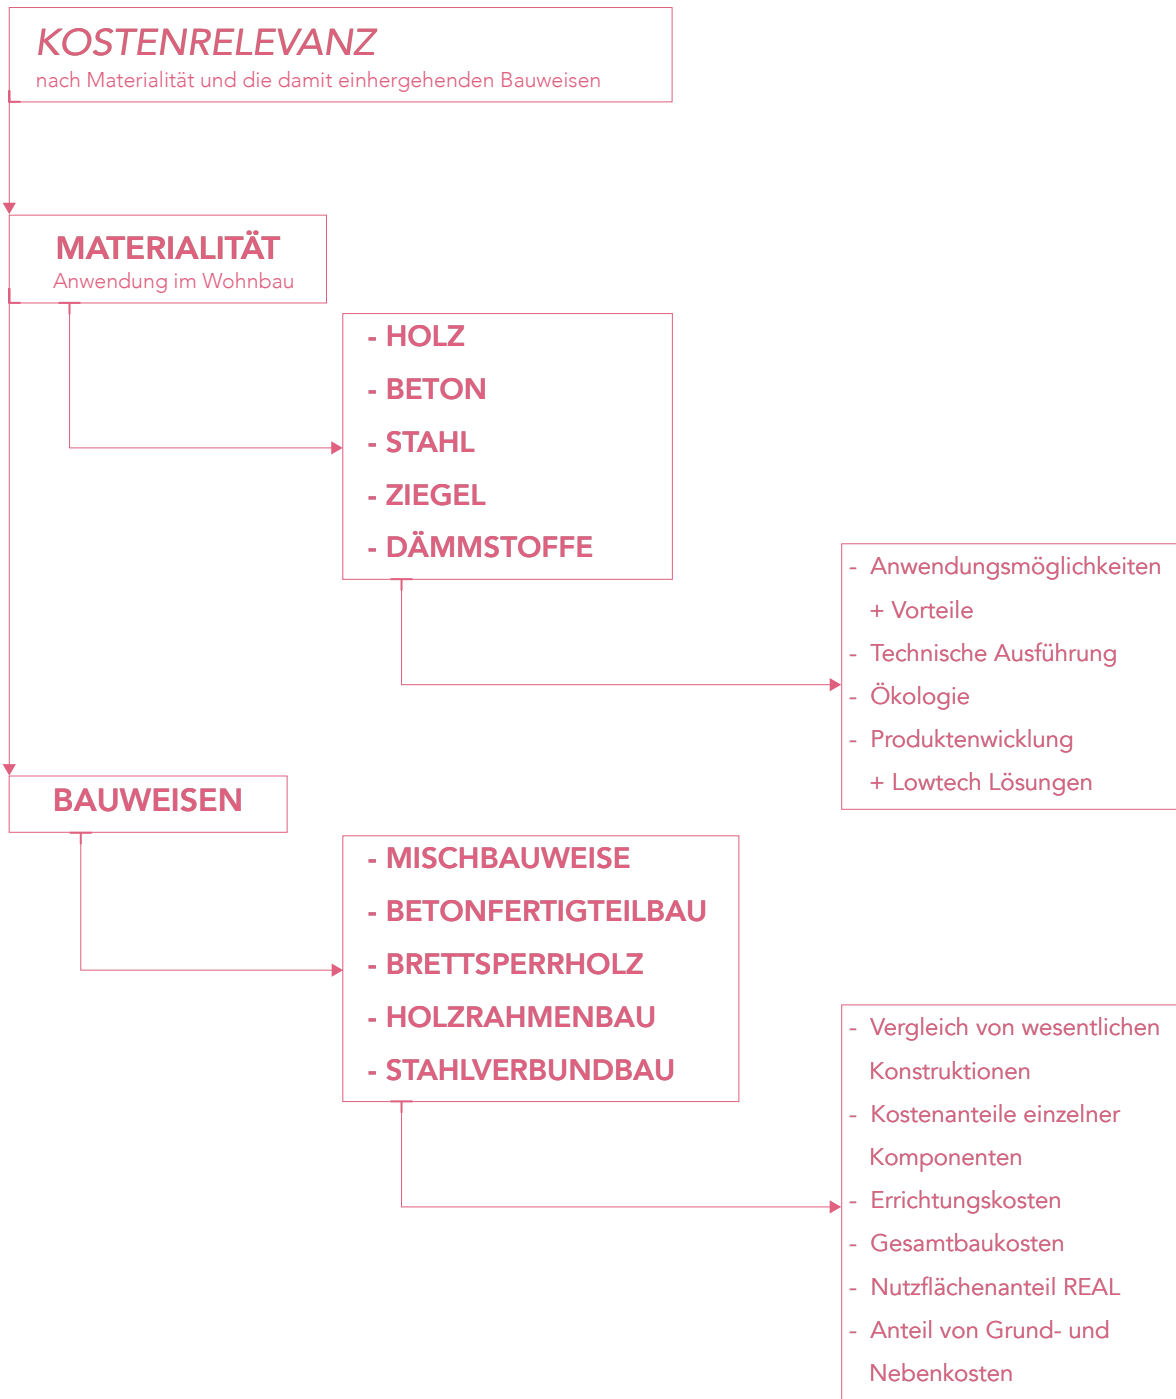 KOSTENRELEVANZ
nach Materialität und die damit einhergehenden Bauweisen
MATERIALITÄT
Anwendung im Wohnbau
- HOLZ
- BETON
- STAHL
- ZIEGEL
- DÄMMSTOFFE
- Anwendungsmöglichkeiten
+ Vorteile
- Technische Ausführung
- Ökologie
- Produktenwicklung
+ Lowtech Lösungen
BAUWEISEN
- MISCHBAUWEISE
- BETONFERTIGTEILBAU
- BRETTSPERRHOLZ
- HOLZRAHMENBAU
- STAHLVERBUNDBAU
- Vergleich von wesentlichen
Konstruktionen
- Kostenanteile einzelner
Komponenten
- Errichtungskosten
- Gesamtbaukosten
- Nutzflächenanteil REAL
- Anteil von Grund- und
Nebenkosten